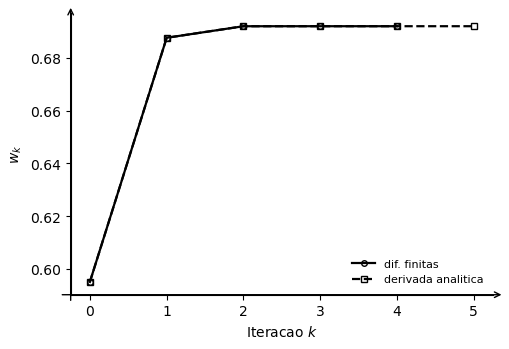 0.68
0.66
0.64
0.62
0.60
w_k
0 1 2 3 4 5
Iteracao k
dif. finitas
derivada analitica